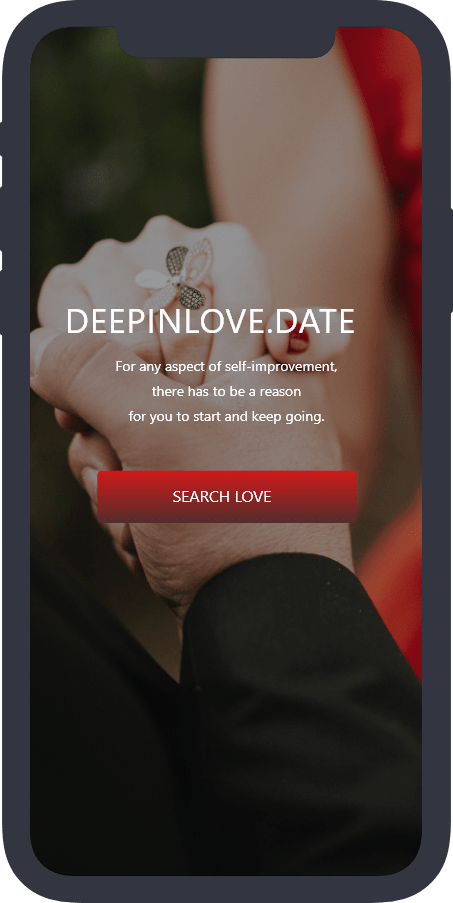 DEEPINLOVE.DATE
For any aspect of self-improvement,
there has to be a reason
for you to start and keep going.
SEARCH LOVE